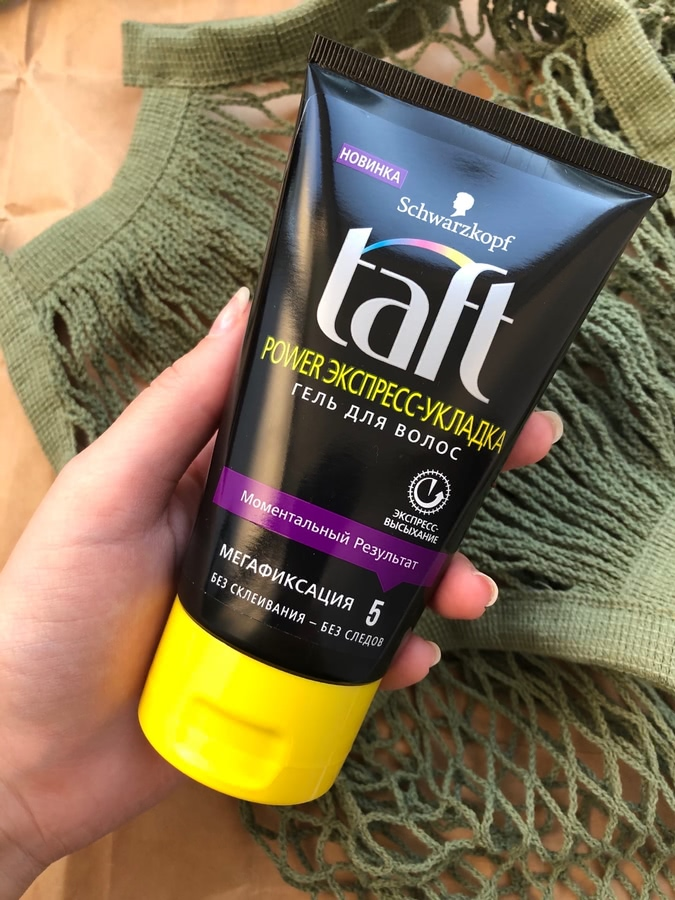 НОВИНКА
Schwarzkopf
taft
POWER ЭКСПРЕСС-УКЛАДКА
ГЕЛЬ ДЛЯ ВОЛОС
ЭКСПРЕСС-
ВЫСЫХАНИЕ
Моментальный Результат
МЕГАФИКСАЦИЯ 5
БЕЗ СКЛЕИВАНИЯ – БЕЗ СЛЕДОВ